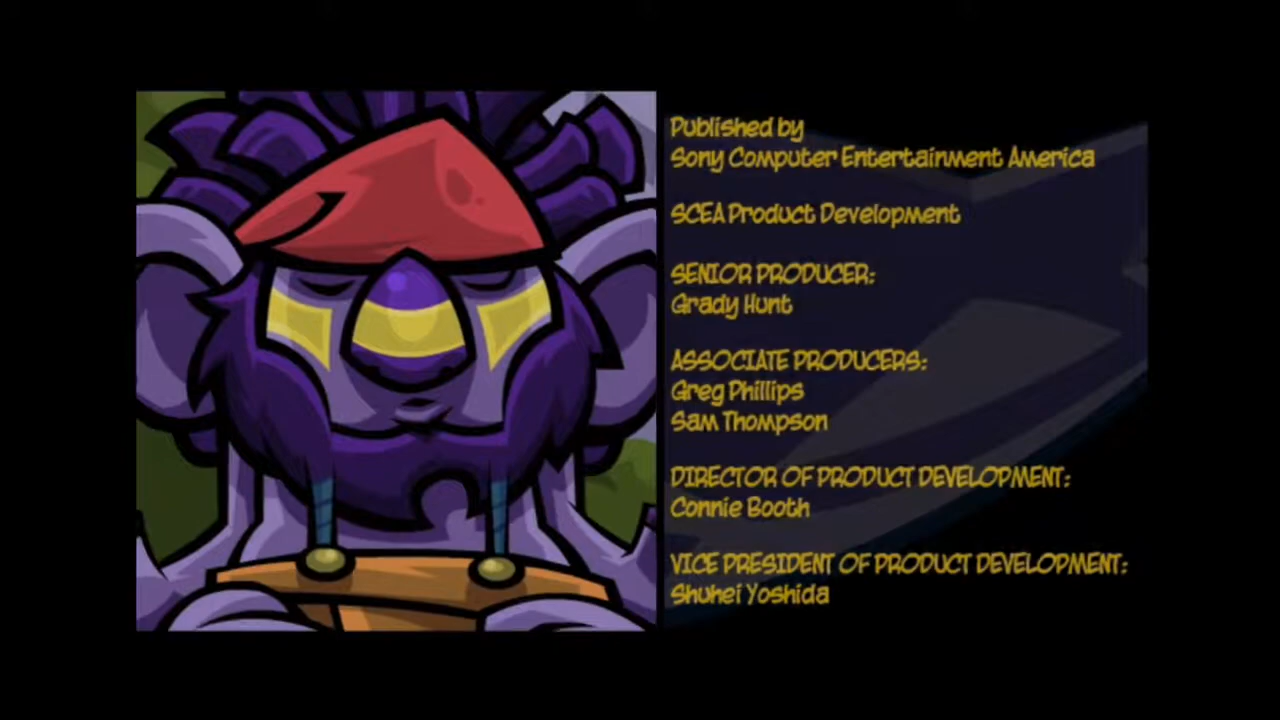 Published by
Sony Computer Entertainment America
SCEA Product Development
SENIOR PRODUCER:
Grady Hunt
ASSOCIATE PRODUCERS:
Greg Phillips
Sam Thompson
DIRECTOR OF PRODUCT DEVELOPMENT:
Connie Booth
VICE PRESIDENT OF PRODUCT DEVELOPMENT:
Shuhei Yoshida